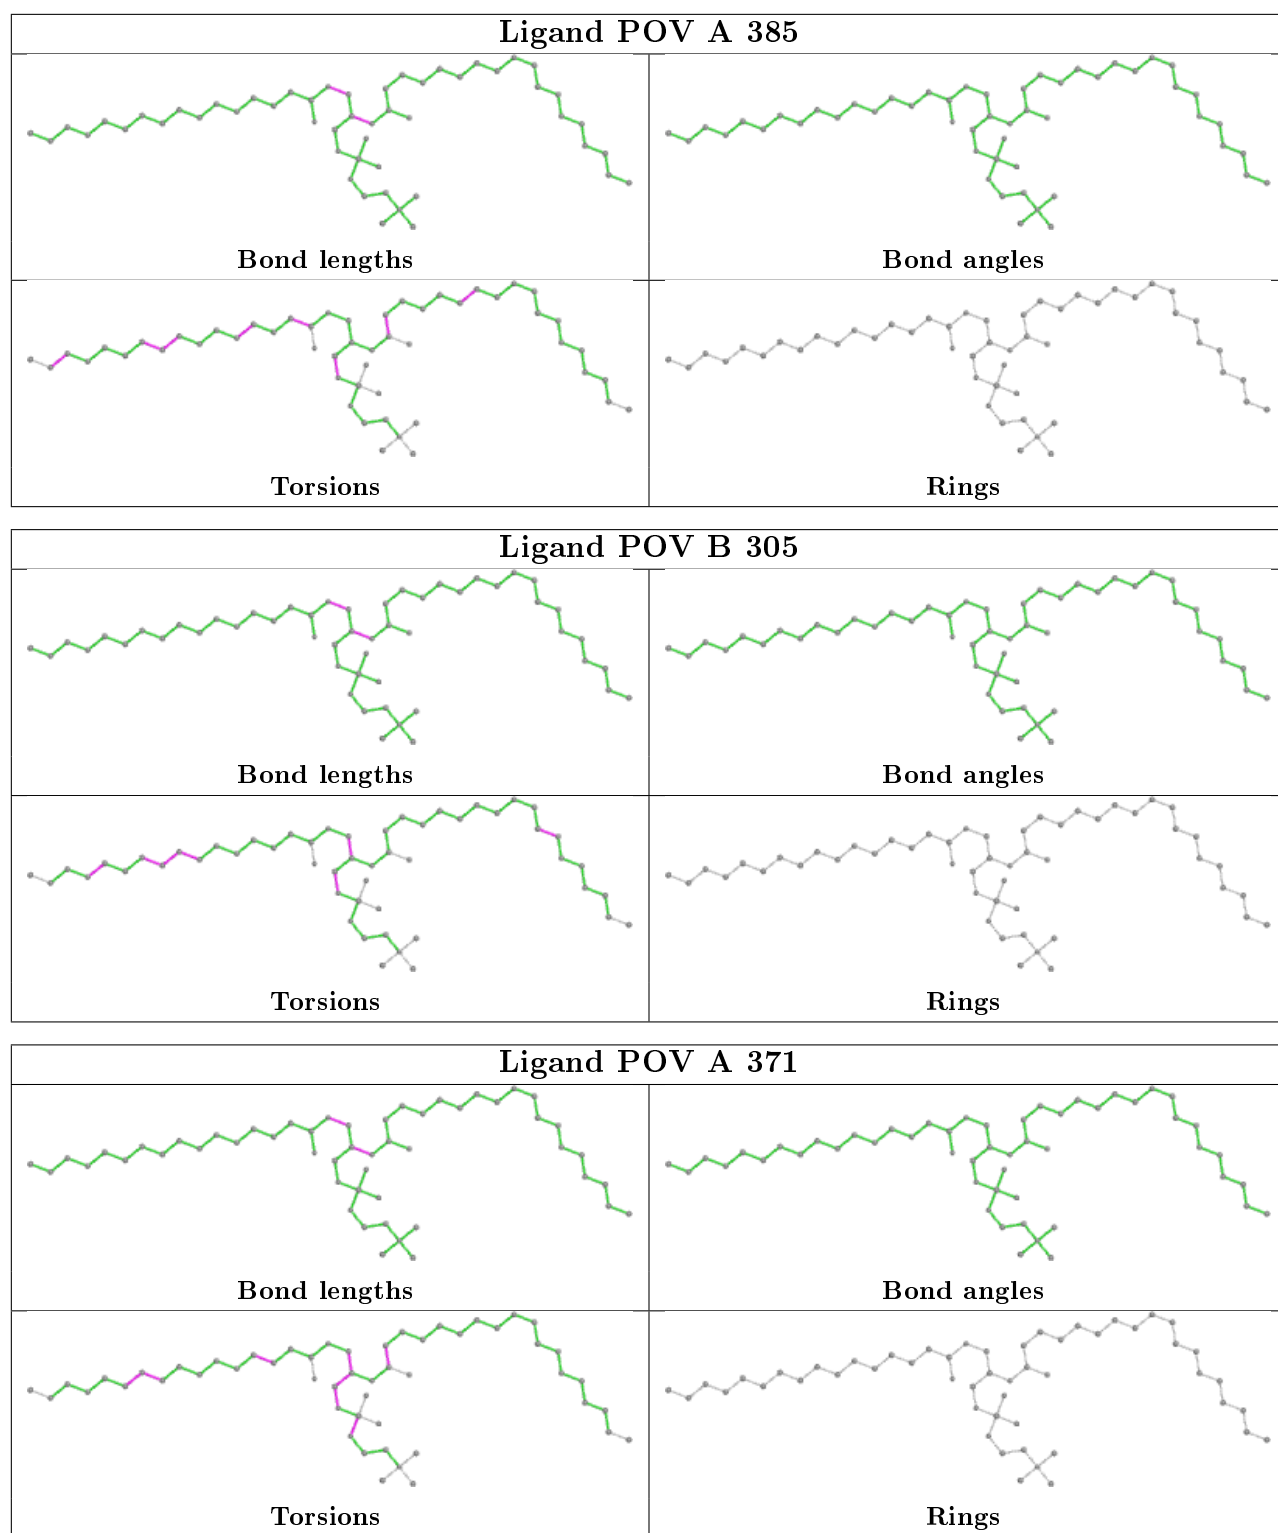 Ligand POV A 385
Bond lengths
Bond angles
Torsions
Rings
Ligand POV B 305
Bond lengths
Bond angles
Torsions
Rings
Ligand POV A 371
Bond lengths
Bond angles
Torsions
Rings